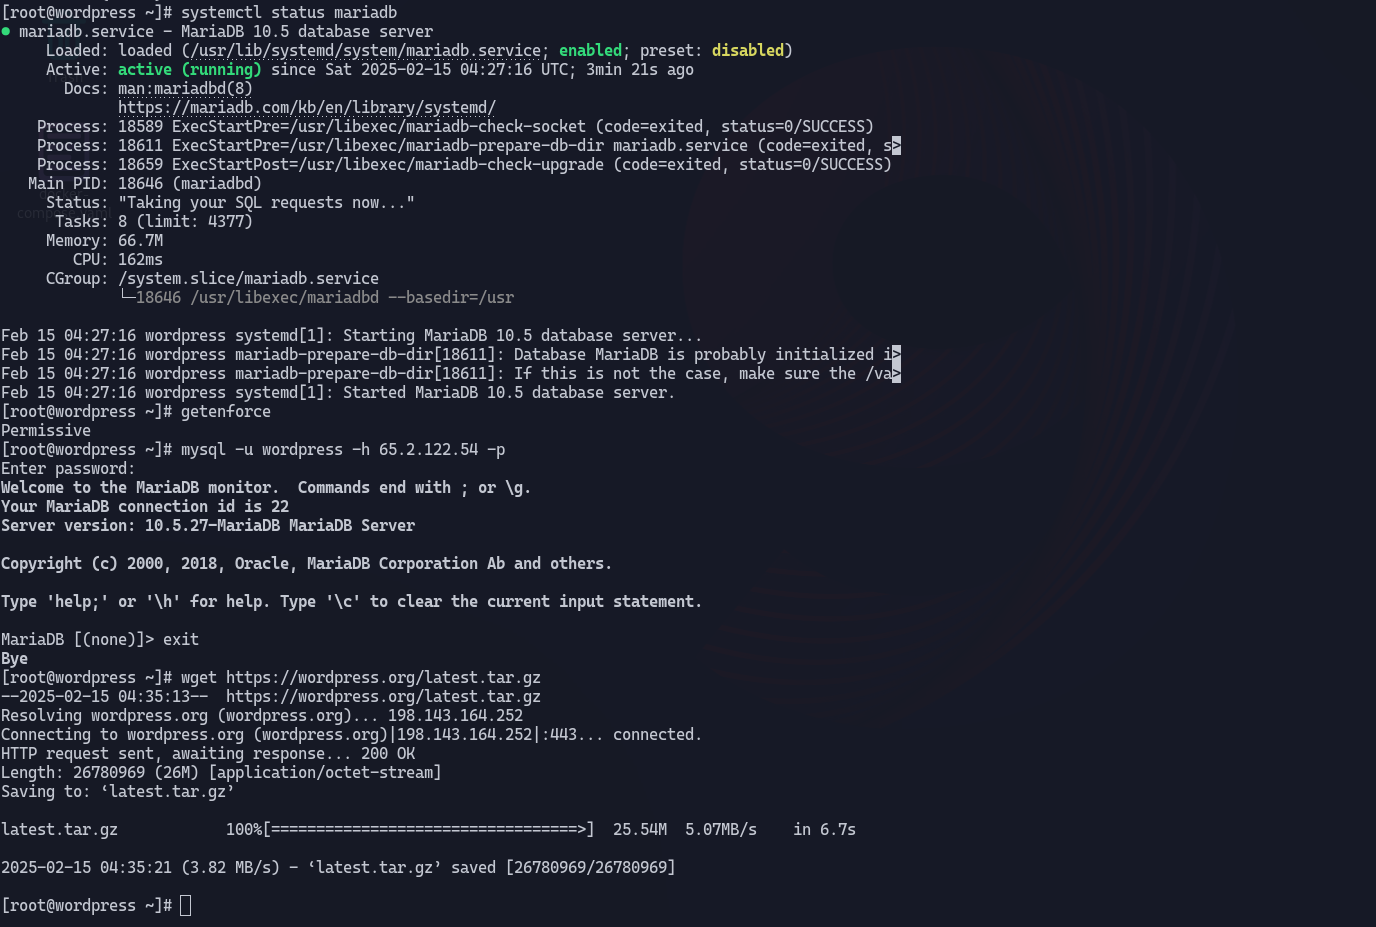 [root@wordpress ~]# systemctl status mariadb
● mariadb.service – MariaDB 10.5 database server
Loaded: loaded (/usr/lib/systemd/system/mariadb.service; enabled; preset: disabled)
Active: active (running) since Sat 2025-02-15 04:27:16 UTC; 3min 21s ago
Docs: man:mariadbd(8)
https://mariadb.com/kb/en/library/systemd/
Process: 18589 ExecStartPre=/usr/libexec/mariadb-check-socket (code=exited, status=0/SUCCESS)
Process: 18611 ExecStartPre=/usr/libexec/mariadb-prepare-db-dir mariadb.service (code=exited, s>
Process: 18659 ExecStartPost=/usr/libexec/mariadb-check-upgrade (code=exited, status=0/SUCCESS)
Main PID: 18646 (mariadbd)
Status: "Taking your SQL requests now..."
Tasks: 8 (limit: 4377)
Memory: 66.7M
CPU: 162ms
CGroup: /system.slice/mariadb.service
└─18646 /usr/libexec/mariadbd --basedir=/usr
Feb 15 04:27:16 wordpress systemd[1]: Starting MariaDB 10.5 database server...
Feb 15 04:27:16 wordpress mariadb-prepare-db-dir[18611]: Database MariaDB is probably initialized i>
Feb 15 04:27:16 wordpress mariadb-prepare-db-dir[18611]: If this is not the case, make sure the /va>
Feb 15 04:27:16 wordpress systemd[1]: Started MariaDB 10.5 database server.
[root@wordpress ~]# getenforce
Permissive
[root@wordpress ~]# mysql -u wordpress -h 65.2.122.54 -p
Enter password:
Welcome to the MariaDB monitor.  Commands end with ; or \g.
Your MariaDB connection id is 22
Server version: 10.5.27-MariaDB MariaDB Server
Copyright (c) 2000, 2018, Oracle, MariaDB Corporation Ab and others.
Type 'help;' or '\h' for help. Type '\c' to clear the current input statement.
MariaDB [(none)]> exit
Bye
[root@wordpress ~]# wget https://wordpress.org/latest.tar.gz
--2025-02-15 04:35:13--  https://wordpress.org/latest.tar.gz
Resolving wordpress.org (wordpress.org)... 198.143.164.252
Connecting to wordpress.org (wordpress.org)|198.143.164.252|:443... connected.
HTTP request sent, awaiting response... 200 OK
Length: 26780969 (26M) [application/octet-stream]
Saving to: ‘latest.tar.gz’
latest.tar.gz 100%[==================================>] 25.54M 5.07MB/s in 6.7s
2025-02-15 04:35:21 (3.82 MB/s) – ‘latest.tar.gz’ saved [26780969/26780969]
[root@wordpress ~]#